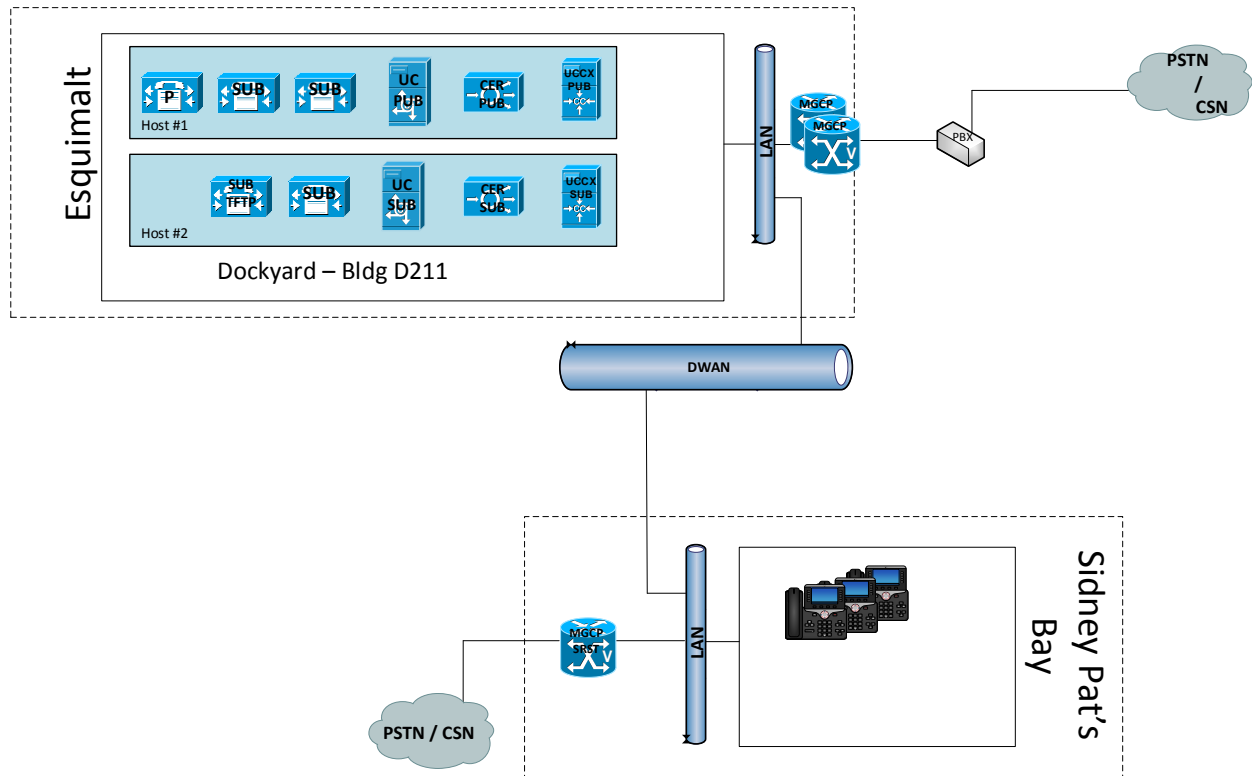 Esquimalt
P
SUB
SUB
UC
PUB
CER
PUB
UCCX
PUB
CC
Host #1
SUB
TFTP
SUB
UC
SUB
CER
SUB
UCCX
SUB
CC
Host #2
Dockyard – Bldg D211
LAN
MGCP
MGCP
V
PBX
PSTN
/
CSN
DWAN
Sidney Pat's
Bay
LAN
MGCP
SRST
V
PSTN / CSN